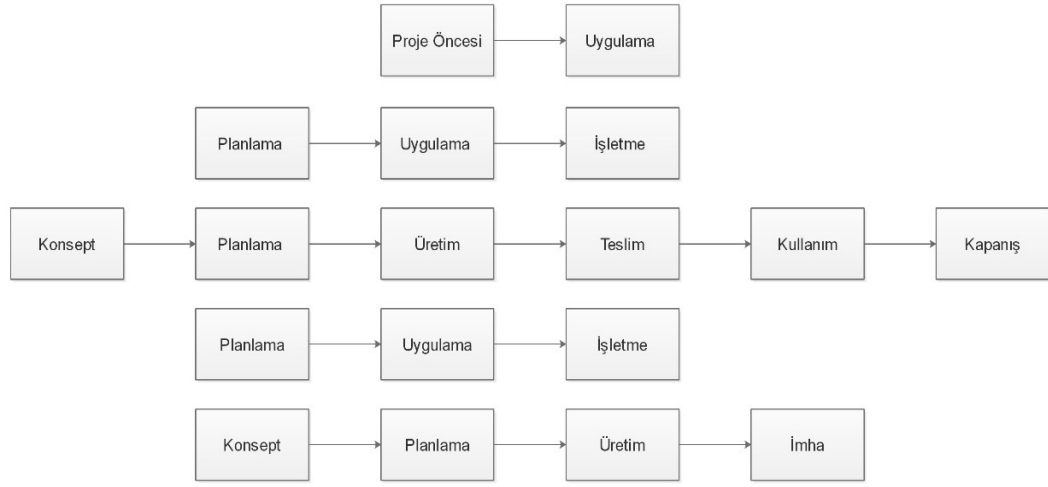 Proje Öncesi Uygulama
Planlama Uygulama İşletme
Konsept Planlama Üretim Teslim Kullanım Kapanış
Planlama Uygulama İşletme
Konsept Planlama Üretim İmha